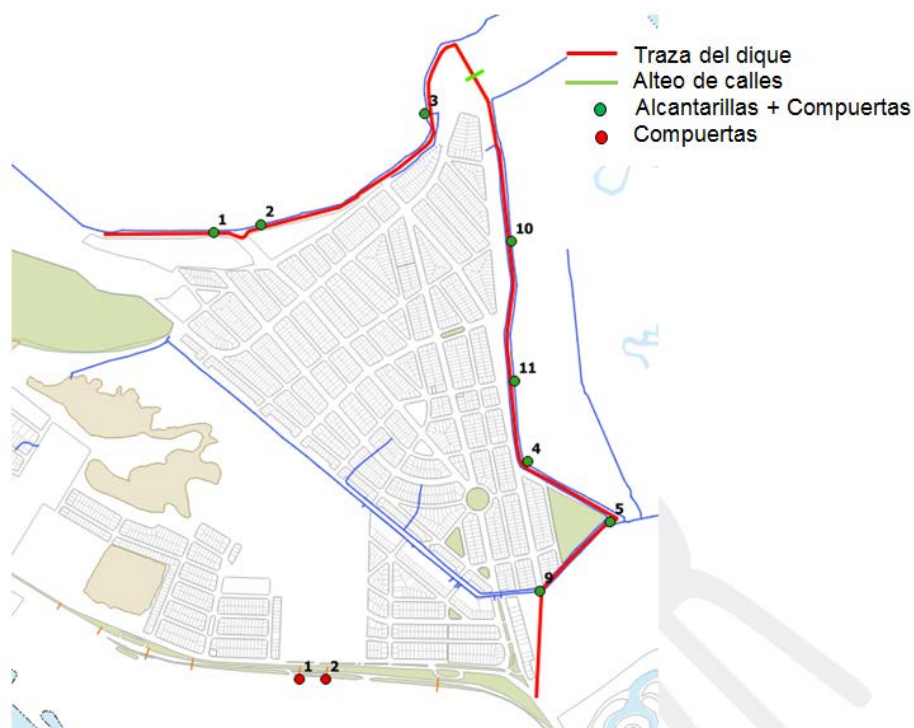 Traza del dique
Alteo de calles
Alcantarillas + Compuertas
Compuertas
3
1
2
10
11
4
5
9
1
2